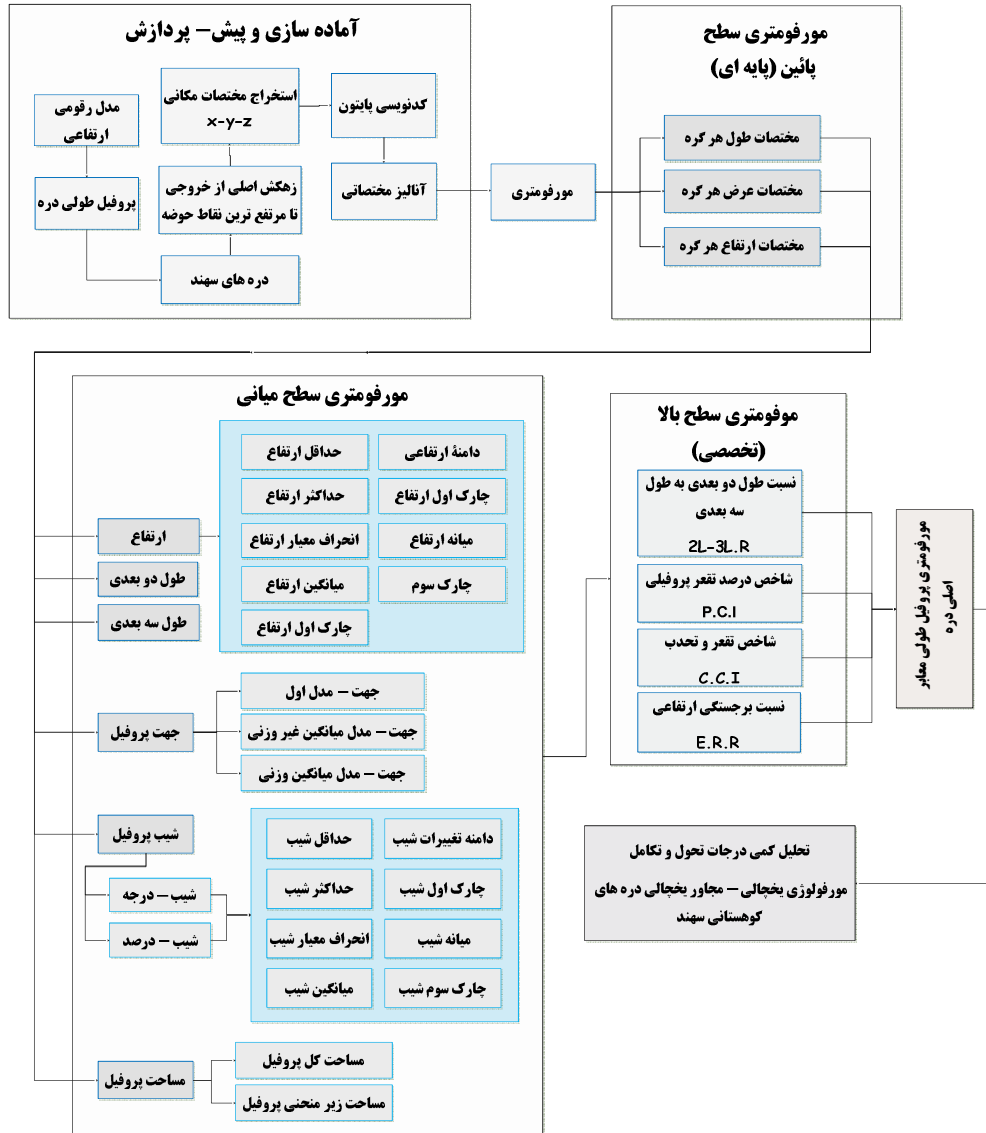 آماده سازی و پیش- پردازش
مدل رقومی
ارتفاعی
پروفیل طولی دره
دره های سهند
زهکش اصلی از خروجی
تا مرتفع ترین نقاط حوضه
استخراج مختصات مکانی
x-y-z
کدنویسی پایتون
آنالیز مختصاتی
مورفومتری
مورفومتری سطح
پائین (پایه ای)
مختصات طول هر گره
مختصات عرض هر گره
مختصات ارتفاع هر گره
مورفومتری سطح میانی
ارتفاع
طول دو بعدی
طول سه بعدی
حداقل ارتفاع
دامنۀ ارتفاعی
حداکثر ارتفاع
چارک اول ارتفاع
انحراف معیار ارتفاع
میانه ارتفاع
میانگین ارتفاع
چارک سوم
چارک اول ارتفاع
جهت پروفیل
جهت – مدل اول
جهت – مدل میانگین غیر وزنی
جهت – مدل میانگین وزنی
شیب پروفیل
شیب – درجه
شیب – درصد
حداقل شیب
دامنه تغییرات شیب
حداکثر شیب
چارک اول شیب
انحراف معیار شیب
میانه شیب
میانگین شیب
چارک سوم شیب
مساحت پروفیل
مساحت کل پروفیل
مساحت زیر منحنی پروفیل
موفومتری سطح بالا
(تخصصی)
نسبت طول دو بعدی به طول
سه بعدی
2L-3L.R
شاخص درصد تقعر پروفیلی
P.C.I
شاخص تقعر و تحدب
C.C.I
نسبت برجستگی ارتفاعی
E.R.R
مورفومتری پروفیل طولی معابر
اصلی دره
تحلیل کمی درجات تحول و تکامل
مورفولوژی یخچالی – مجاور یخچالی دره های
کوهستانی سهند